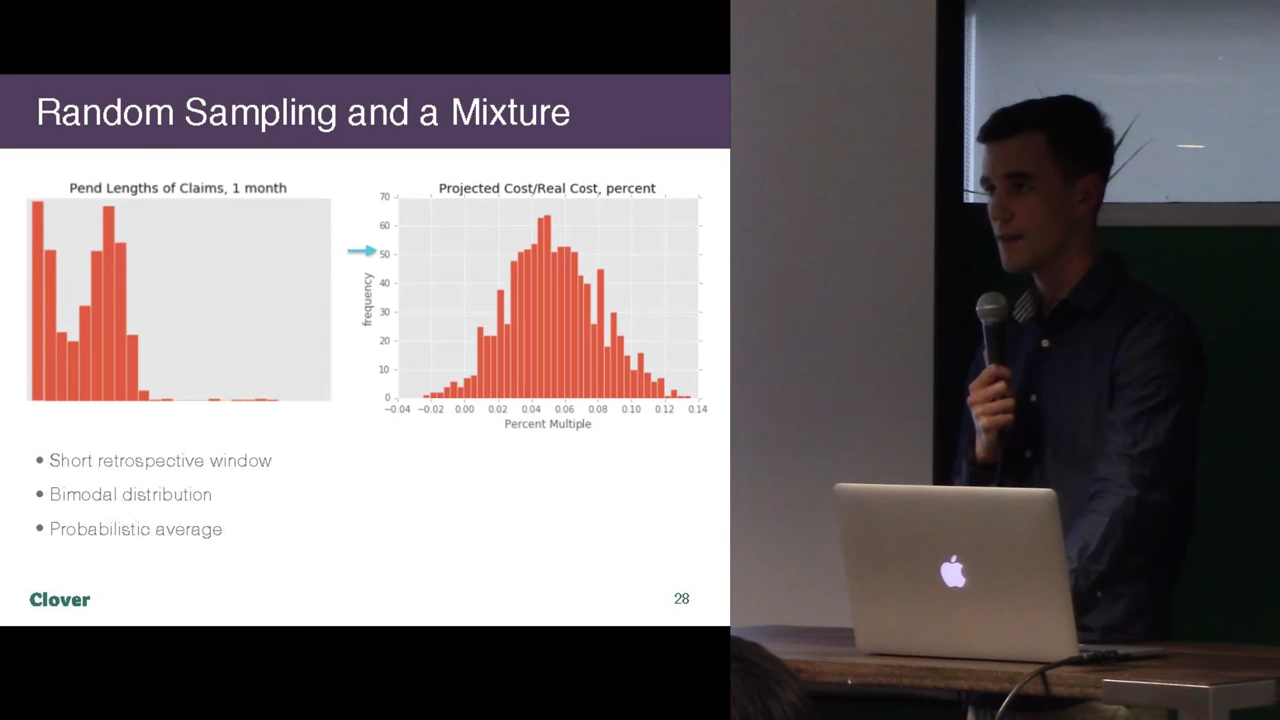 Random Sampling and a Mixture
Pend Lengths of Claims, 1 month
Projected Cost/Real Cost, percent
70
60
50
40
30
20
10
0
frequency
−0.04 −0.02 0.00 0.02 0.04 0.06 0.08 0.10 0.12 0.14
Percent Multiple
• Short retrospective window
• Bimodal distribution
• Probabilistic average
Clover
28